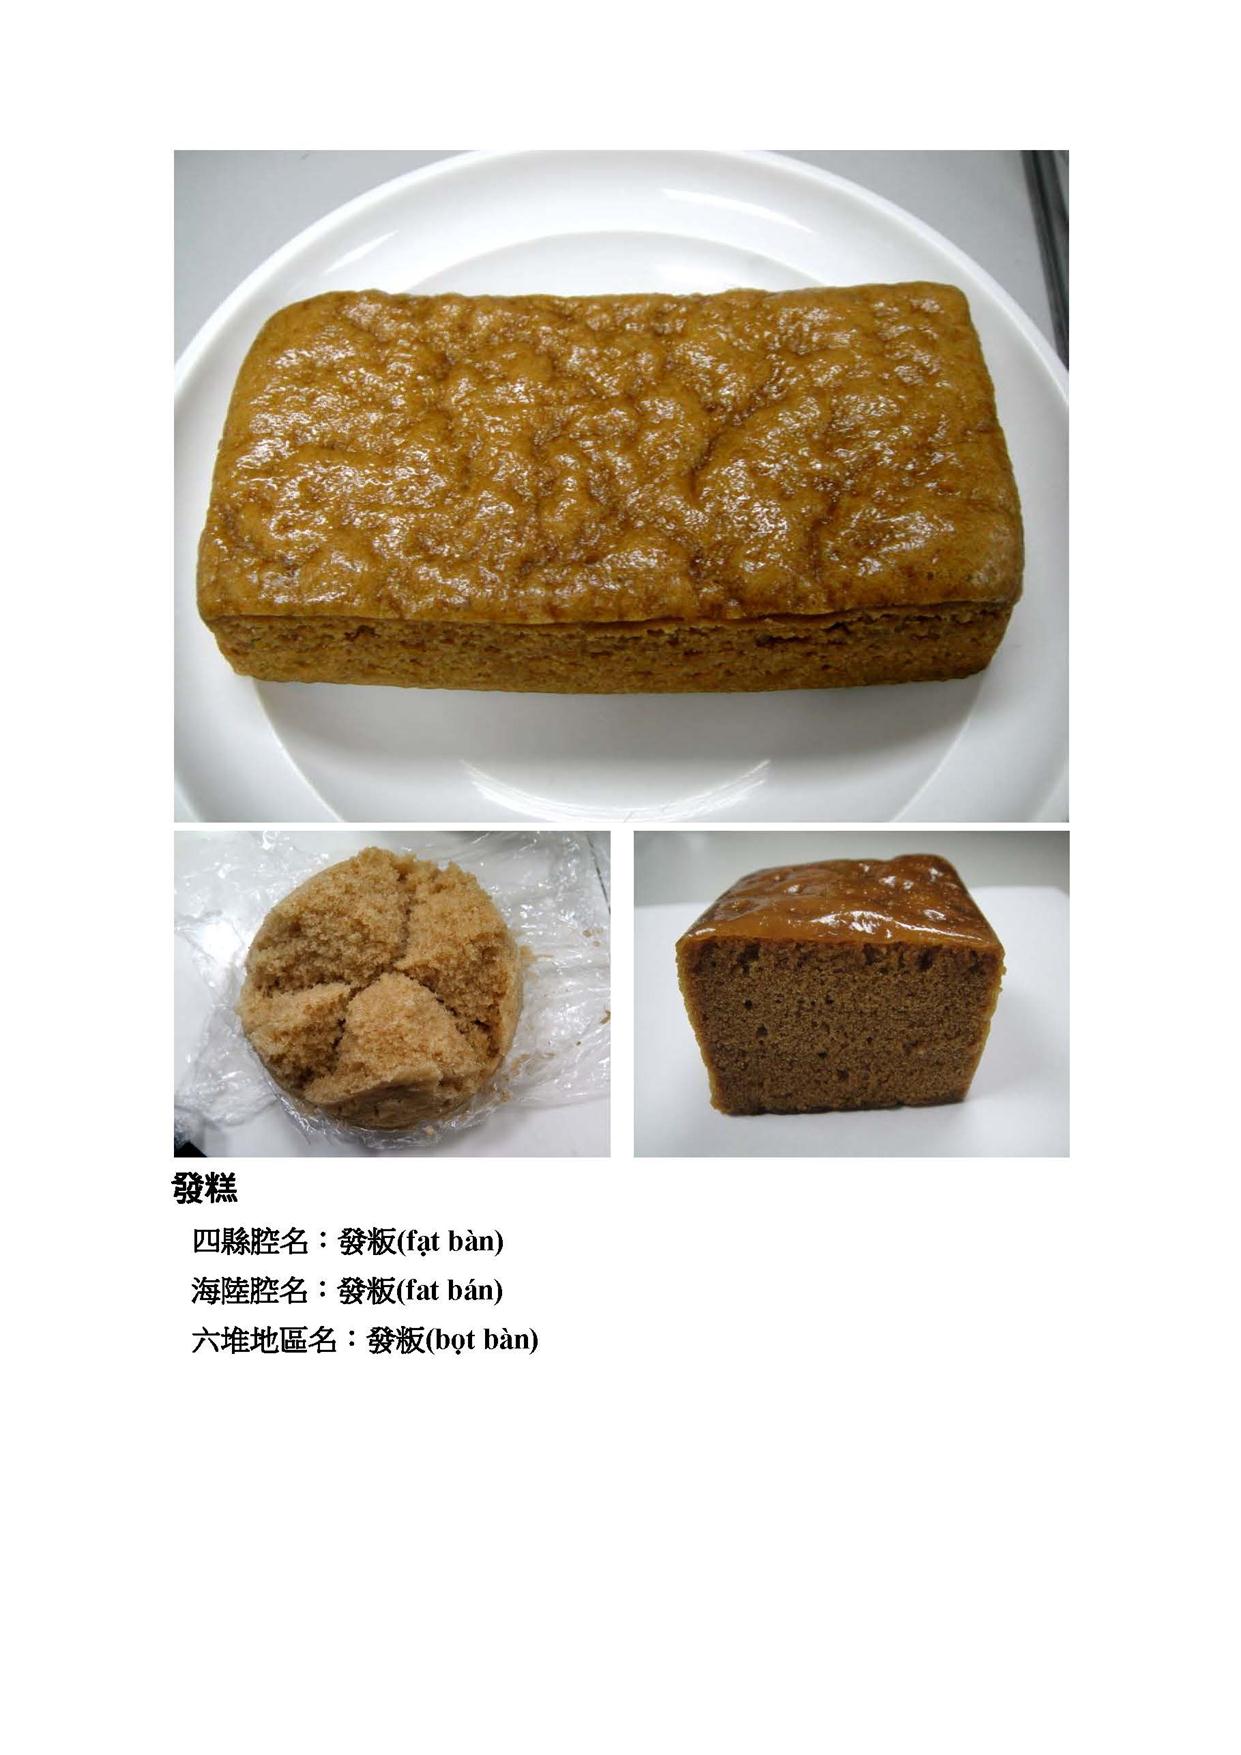 發糕
四縣腔名：發粄(fa̍t bàn)
海陸腔名：發粄(fat bán)
六堆地區名：發粄(bo̍t bàn)